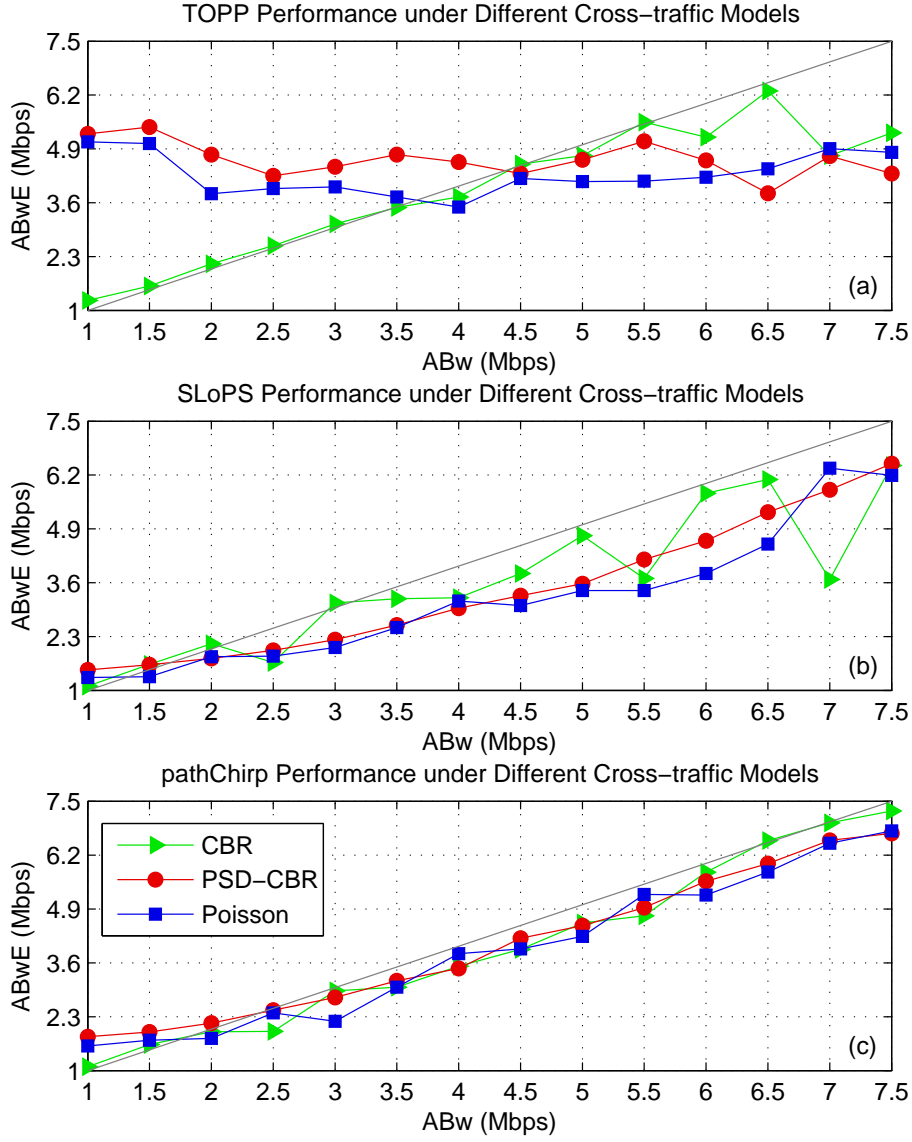 TOPP Performance under Different Cross−traffic Models
7.5
6.2
4.9
3.6
2.3
1
ABwE (Mbps)
(a)
1 1.5 2 2.5 3 3.5 4 4.5 5 5.5 6 6.5 7 7.5
ABw (Mbps)
SLoPS Performance under Different Cross−traffic Models
7.5
6.2
4.9
3.6
2.3
1
ABwE (Mbps)
(b)
1 1.5 2 2.5 3 3.5 4 4.5 5 5.5 6 6.5 7 7.5
ABw (Mbps)
pathChirp Performance under Different Cross−traffic Models
7.5
6.2
4.9
3.6
2.3
1
ABwE (Mbps)
CBR
PSD−CBR
Poisson
(c)
1 1.5 2 2.5 3 3.5 4 4.5 5 5.5 6 6.5 7 7.5
ABw (Mbps)